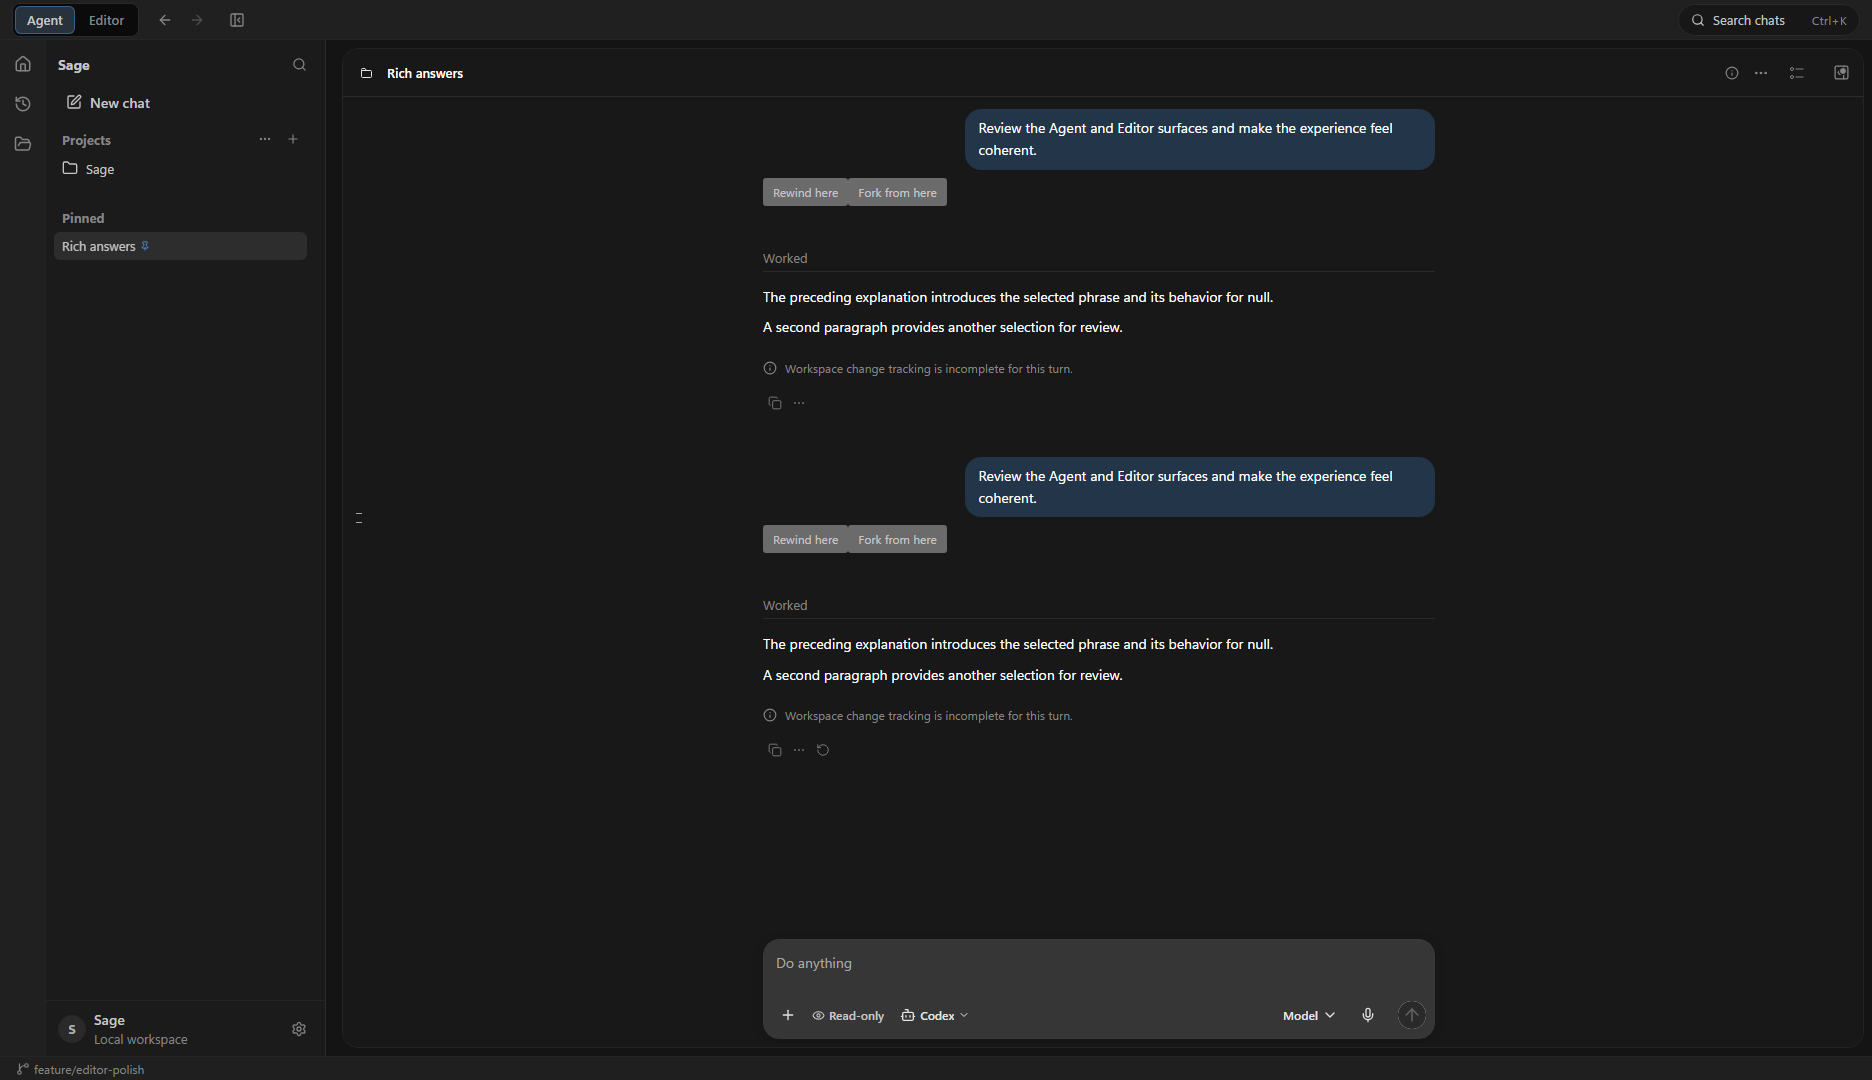 Agent Editor
Search chats Ctrl+K
Sage
New chat
Projects
Sage
Pinned
Rich answers
Rich answers
Review the Agent and Editor surfaces and make the experience feel
coherent.
Rewind here Fork from here
Worked
The preceding explanation introduces the selected phrase and its behavior for null.
A second paragraph provides another selection for review.
Workspace change tracking is incomplete for this turn.
Review the Agent and Editor surfaces and make the experience feel
coherent.
Rewind here Fork from here
Worked
The preceding explanation introduces the selected phrase and its behavior for null.
A second paragraph provides another selection for review.
Workspace change tracking is incomplete for this turn.
Do anything
Read-only Codex Model
S
Sage
Local workspace
feature/editor-polish